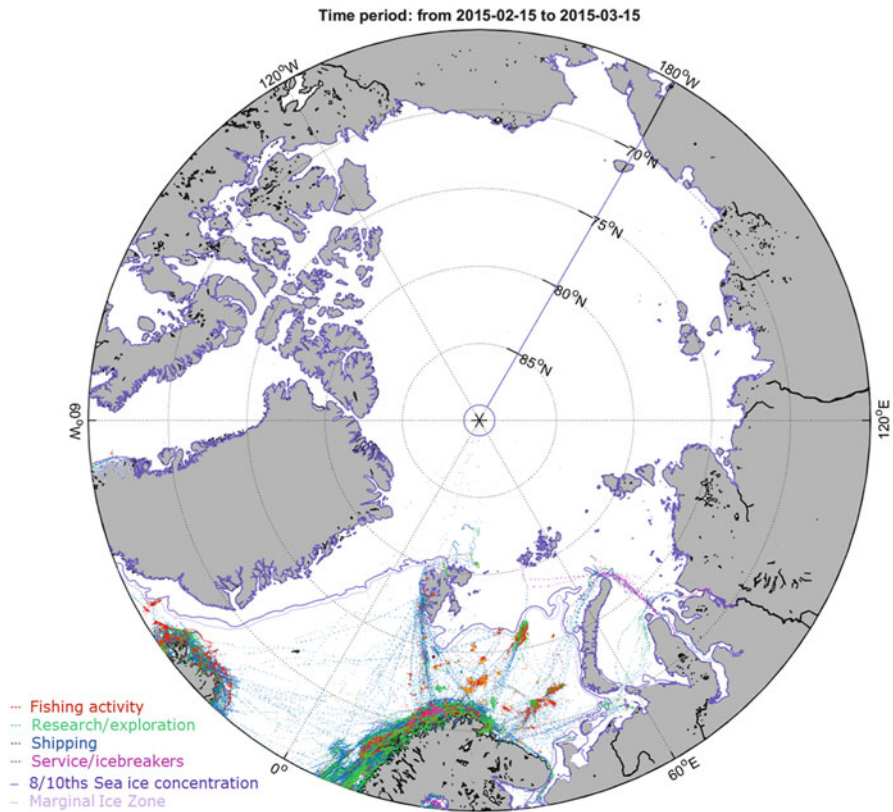 Time period: from 2015-02-15 to 2015-03-15
120°W
180°W
70°N
75°N
80°N
85°N
60°W
120°E
0°
60°E
Fishing activity
Research/exploration
Shipping
Service/icebreakers
8/10ths Sea ice concentration
Marginal Ice Zone